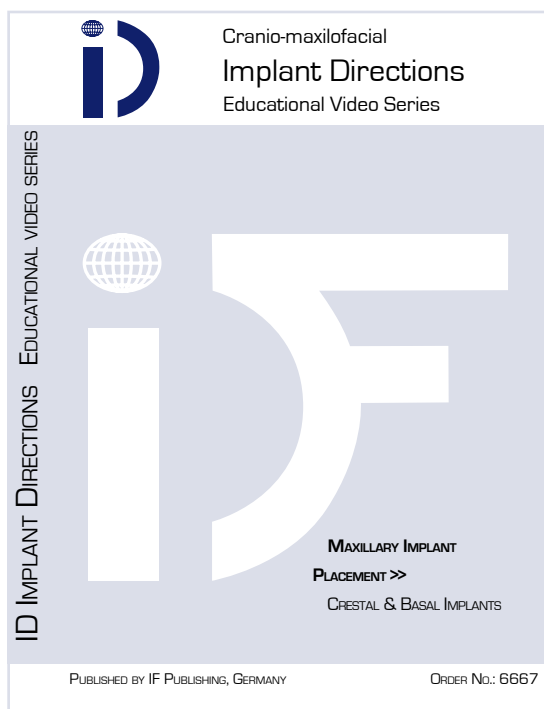 Cranio-maxilofacial
Implant Directions
Educational Video Series
ID Implant Directions Educational video series
Maxillary Implant
Placement >>
Crestal & Basal Implants
Published by IF Publishing, Germany
Order No.: 6667